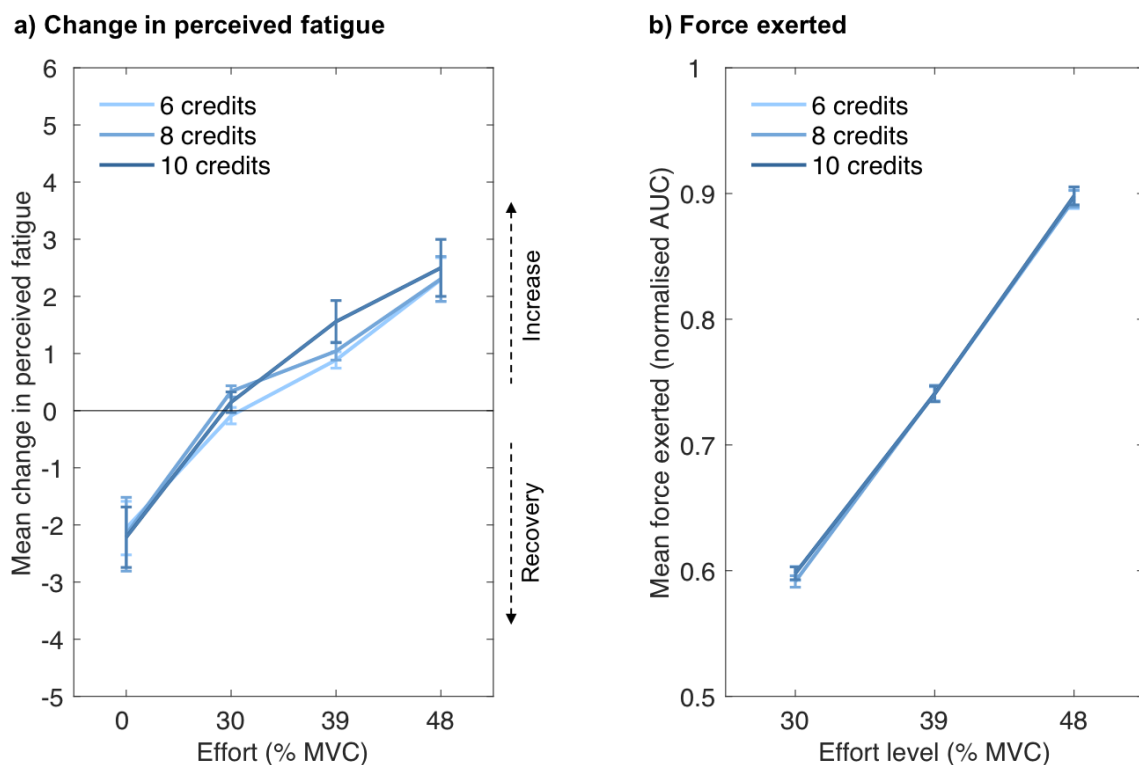 a) Change in perceived fatigue
6
5
4
3
2
1
0
-1
-2
-3
-4
-5
Mean change in perceived fatigue
6 credits
8 credits
10 credits
Increase
Recovery
0 30 39 48
Effort (% MVC)
b) Force exerted
1
0.9
0.8
0.7
0.6
0.5
Mean force exerted (normalised AUC)
6 credits
8 credits
10 credits
30 39 48
Effort level (% MVC)